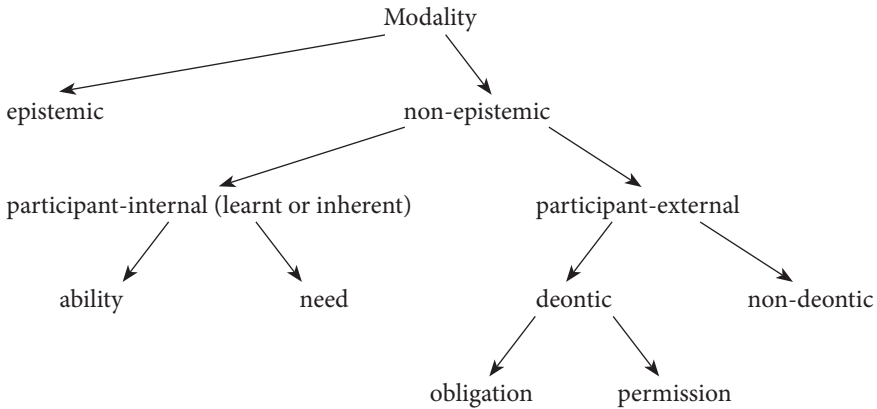 Modality
epistemic
non-epistemic
participant-internal (learnt or inherent)
participant-external
ability
need
deontic
non-deontic
obligation
permission